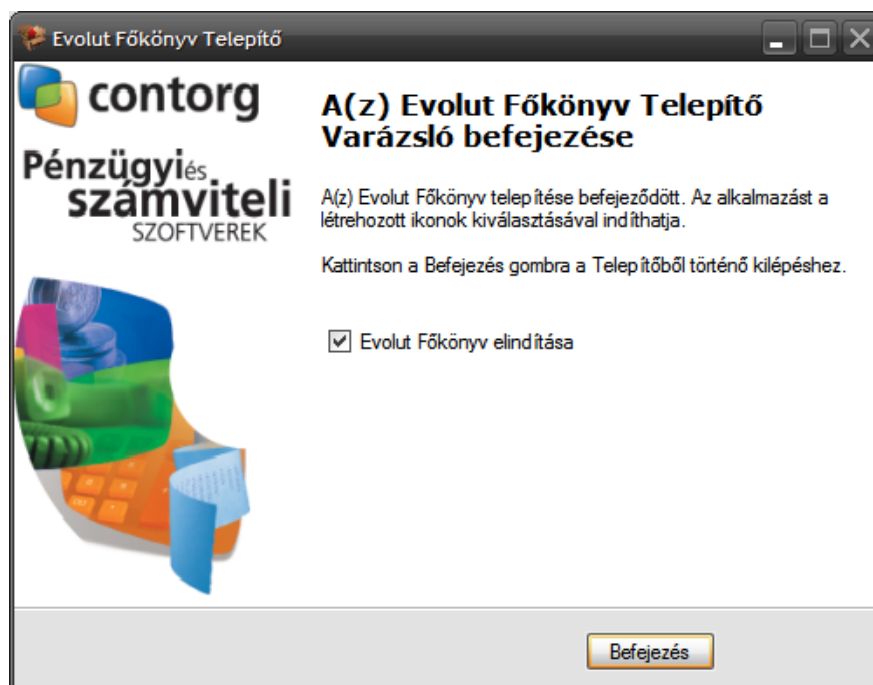 Evolut Főkönyv Telepítő
contorg
Pénzügyi és
számviteli
SZOFTVEREK
A(z) Evolut Főkönyv Telepítő
Varázsló befejezése
A(z) Evolut Főkönyv telepítése befejeződött. Az alkalmazást a
létrehozott ikonok kiválasztásával indíthatja.
Kattintson a Befejezés gombra a Telepítőből történő kilépéshez.
Evolut Főkönyv elindítása
Befejezés